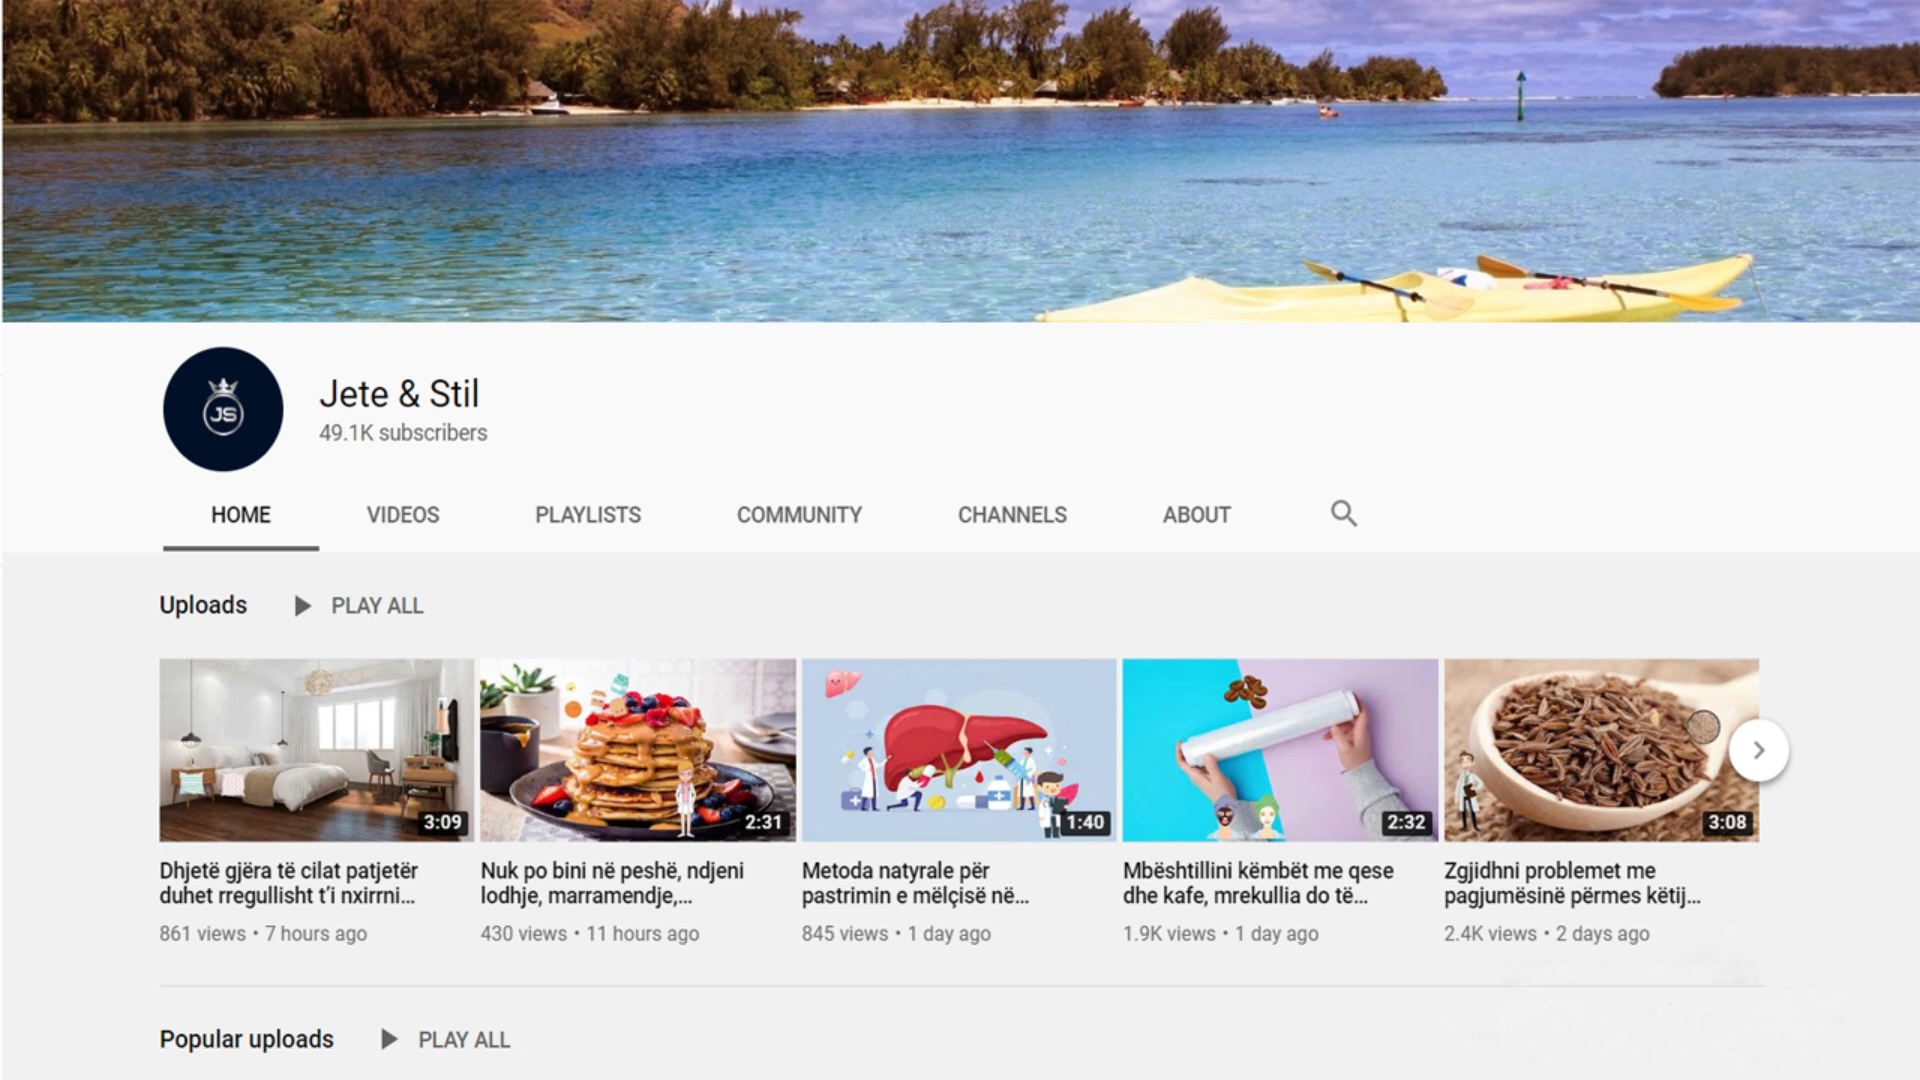 JS
Jete & Stil
49.1K subscribers
HOME VIDEOS PLAYLISTS COMMUNITY CHANNELS ABOUT
Uploads PLAY ALL
3:09 2:31 1:40 2:32 3:08
Dhjetë gjëra të cilat patjetër
duhet rregullisht t'i nxirrni...
861 views • 7 hours ago
Nuk po bini në peshë, ndjeni
lodhje, marramendje,...
430 views • 11 hours ago
Metoda natyrale për
pastrimin e mëlçisë në...
845 views • 1 day ago
Mbështillini këmbët me qese
dhe kafe, mrekullia do të...
1.9K views • 1 day ago
Zgjidhni problemet me
pagjumësinë përmes këtij...
2.4K views • 2 days ago
Popular uploads PLAY ALL